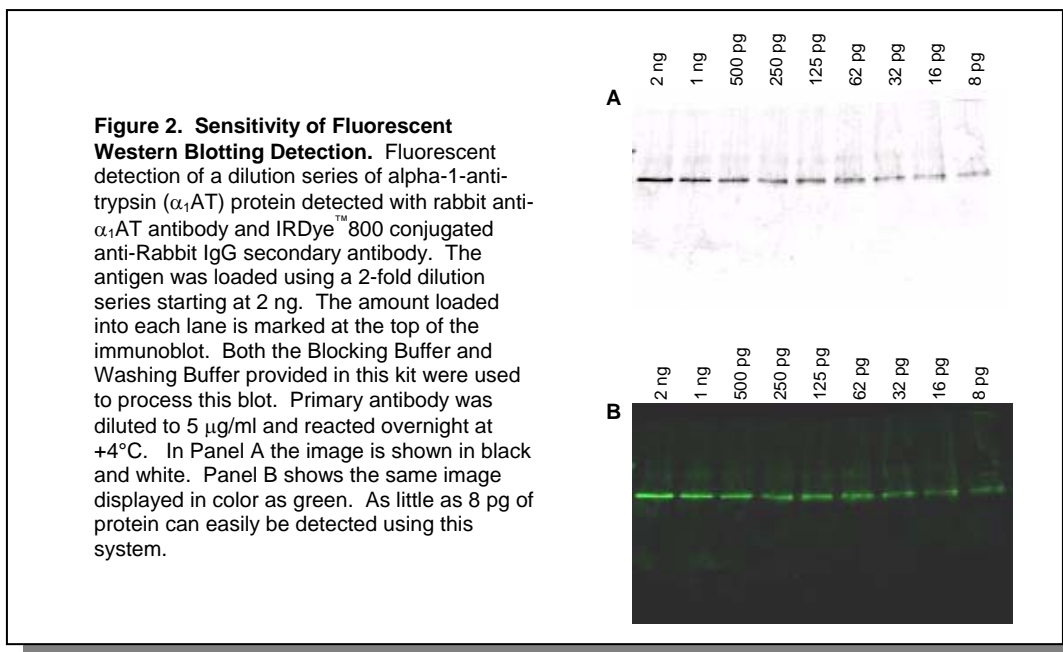 Figure 2. Sensitivity of Fluorescent
Western Blotting Detection. Fluorescent
detection of a dilution series of alpha-1-anti-
trypsin (α₁AT) protein detected with rabbit anti-
α₁AT antibody and IRDye™800 conjugated
anti-Rabbit IgG secondary antibody. The
antigen was loaded using a 2-fold dilution
series starting at 2 ng. The amount loaded
into each lane is marked at the top of the
immunoblot. Both the Blocking Buffer and
Washing Buffer provided in this kit were used
to process this blot. Primary antibody was
diluted to 5 μg/ml and reacted overnight at
+4°C. In Panel A the image is shown in black
and white. Panel B shows the same image
displayed in color as green. As little as 8 pg of
protein can easily be detected using this
system.
2 ng 1 ng 500 pg 250 pg 125 pg 62 pg 32 pg 16 pg 8 pg
A
2 ng 1 ng 500 pg 250 pg 125 pg 62 pg 32 pg 16 pg 8 pg
B